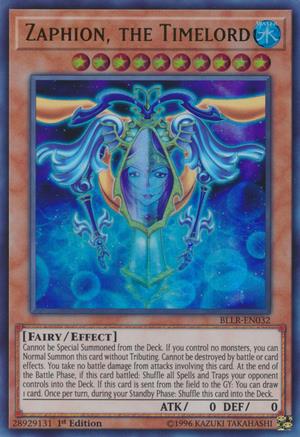 ZAPHION, THE TIMELORD
WATER
水
BLLR-EN032
[FAIRY/EFFECT]
Cannot be Special Summoned from the Deck. If you control no monsters, you can
Normal Summon this card without Tributing. Cannot be destroyed by battle or card
effects. You take no damage from attacks involving this card. At the end of
the Battle Phase, if this card battled: Shuffle all Spells and Traps your opponent
controls into the Deck. If this card is sent from the field to the GY: You can draw
1 card. Once per turn, during your Standby Phase: Shuffle this card into the Deck.
ATK/ 0 DEF/ 0
28929131 1st Edition ©1996 KAZUKI TAKAHASHI